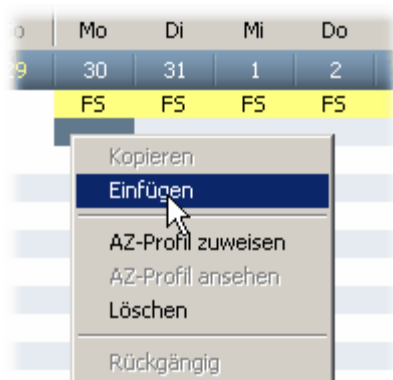 Mo Di Mi Do
29 30 31 1 2
FS FS FS FS
Kopieren
Einfügen
AZ-Profil zuweisen
AZ-Profil ansehen
Löschen
Rückgängig